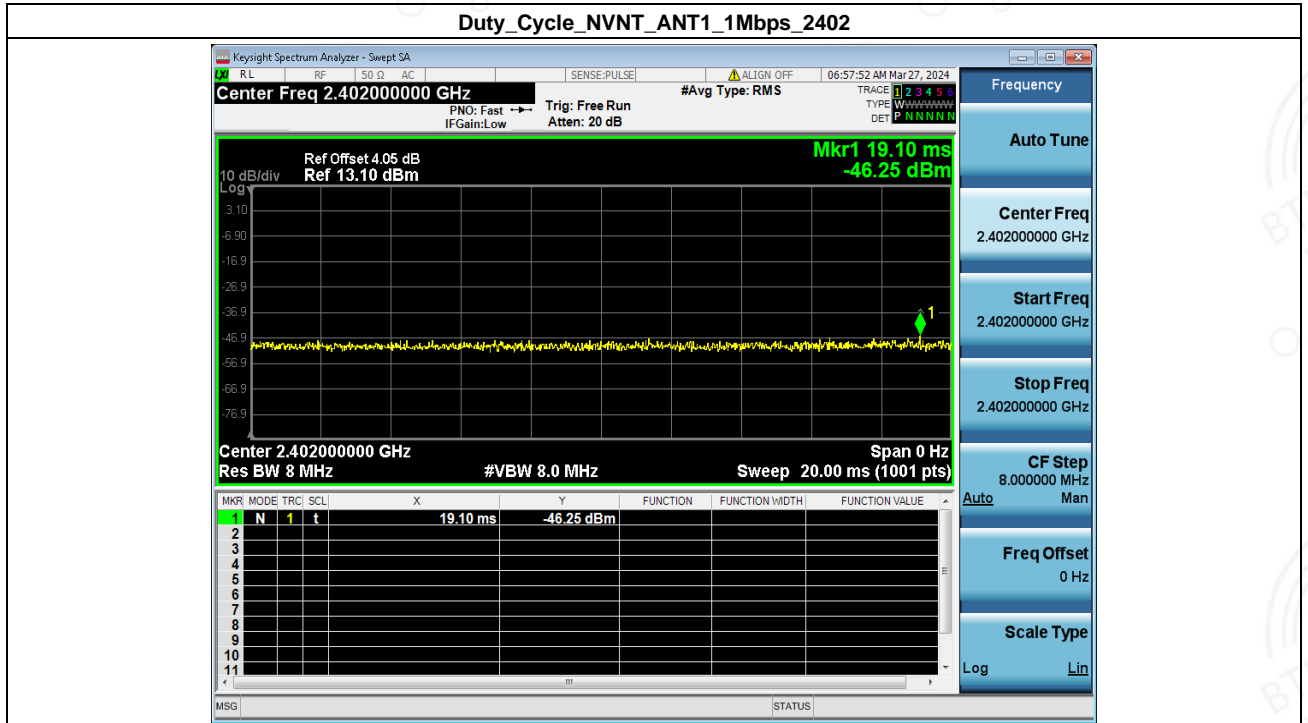 Duty_Cycle_NVNT_ANT1_1Mbps_2402
Keysight Spectrum Analyzer - Swept SA
LXI RL RF 50 Ω AC SENSE:PULSE ALIGN OFF 06:57:52 AM Mar 27, 2024
Center Freq 2.402000000 GHz #Avg Type: RMS TRACE 1 2 3 4 5 6
PNO: Fast Trig: Free Run TYPE WWWWWW
IFGain:Low Atten: 20 dB DET P N N N N N
Frequency
Auto Tune
Center Freq
2.402000000 GHz
Start Freq
2.402000000 GHz
Stop Freq
2.402000000 GHz
CF Step
8.000000 MHz
Auto Man
Freq Offset
0 Hz
Scale Type
Log Lin
Mkr1 19.10 ms
-46.25 dBm
Ref Offset 4.05 dB
10 dB/div Ref 13.10 dBm
Log
3.10
-6.90
-16.9
-26.9
-36.9
-46.9
-56.9
-66.9
-76.9
1
Center 2.402000000 GHz Span 0 Hz
Res BW 8 MHz #VBW 8.0 MHz Sweep 20.00 ms (1001 pts)
MKR MODE TRC SCL X Y FUNCTION FUNCTION WIDTH FUNCTION VALUE
1 N 1 t 19.10 ms -46.25 dBm
2
3
4
5
6
7
8
9
10
11
MSG STATUS